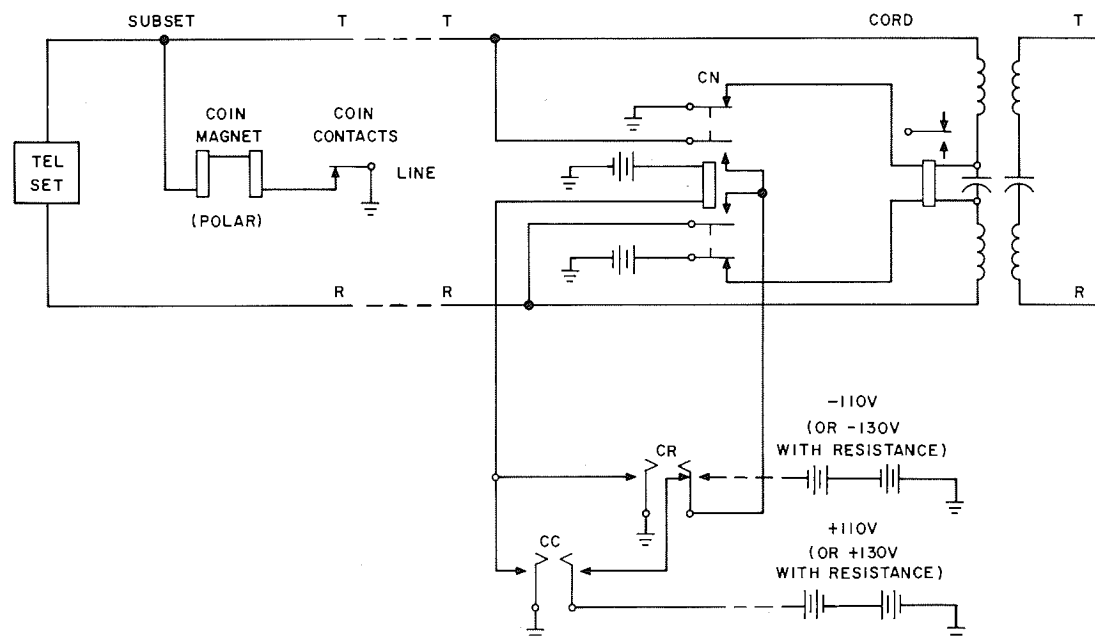 SUBSET T T CORD T
CN
COIN
MAGNET
COIN
CONTACTS
TEL
SET
LINE
(POLAR)
R R R
-110V
(OR -130V
WITH RESISTANCE)
CR
CC
+110V
(OR +130V
WITH RESISTANCE)